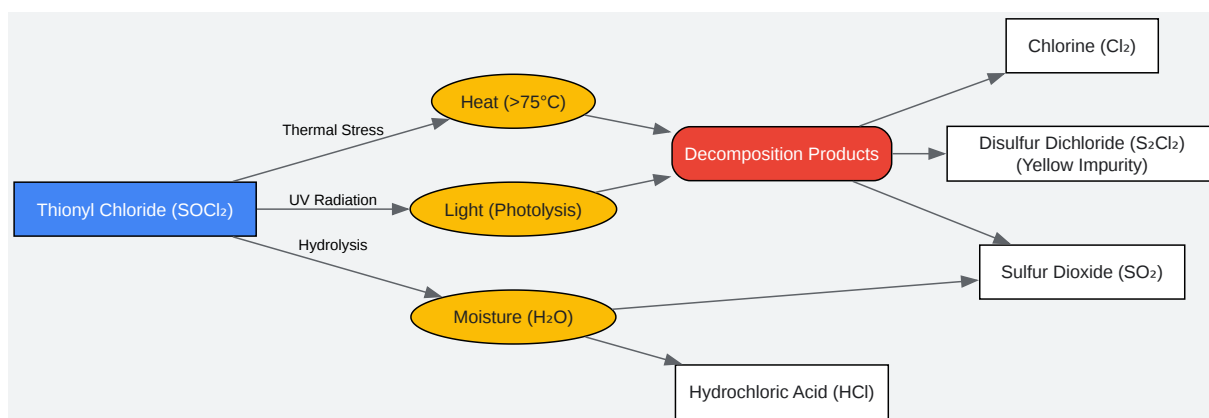 Chlorine (Cl₂)
Heat (>75°C)
Thermal Stress
Decomposition Products
Disulfur Dichloride (S₂Cl₂)
(Yellow Impurity)
Thionyl Chloride (SOCl₂)
UV Radiation
Light (Photolysis)
Hydrolysis
Sulfur Dioxide (SO₂)
Moisture (H₂O)
Hydrochloric Acid (HCl)